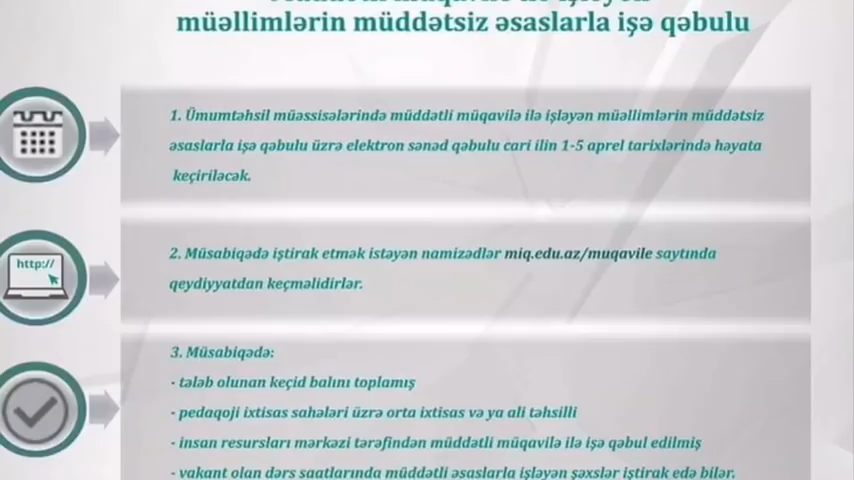 müəllimlərin müddətsiz əsaslarla işə qəbulu
1. Ümumtəhsil müəssisələrində müddətli müqavilə ilə işləyən müəllimlərin müddətsiz
əsaslarla işə qəbulu üzrə elektron sənəd qəbulu cari ilin 1-5 aprel tarixlərində həyata
keçiriləcək.
http://
2. Müsabiqədə iştirak etmək istəyən namizədlər miq.edu.az/muqavile saytında
qeydiyyatdan keçməlidirlər.
3. Müsabiqədə:
- tələb olunan keçid balını toplamış
- pedaqoji ixtisas sahələri üzrə orta ixtisas və ya ali təhsilli
- insan resursları mərkəzi tərəfindən müddətli müqavilə ilə işə qəbul edilmiş
- vakant olan dərs saatlarında müddətli əsaslarla işləyən şəxslər iştirak edə bilər.